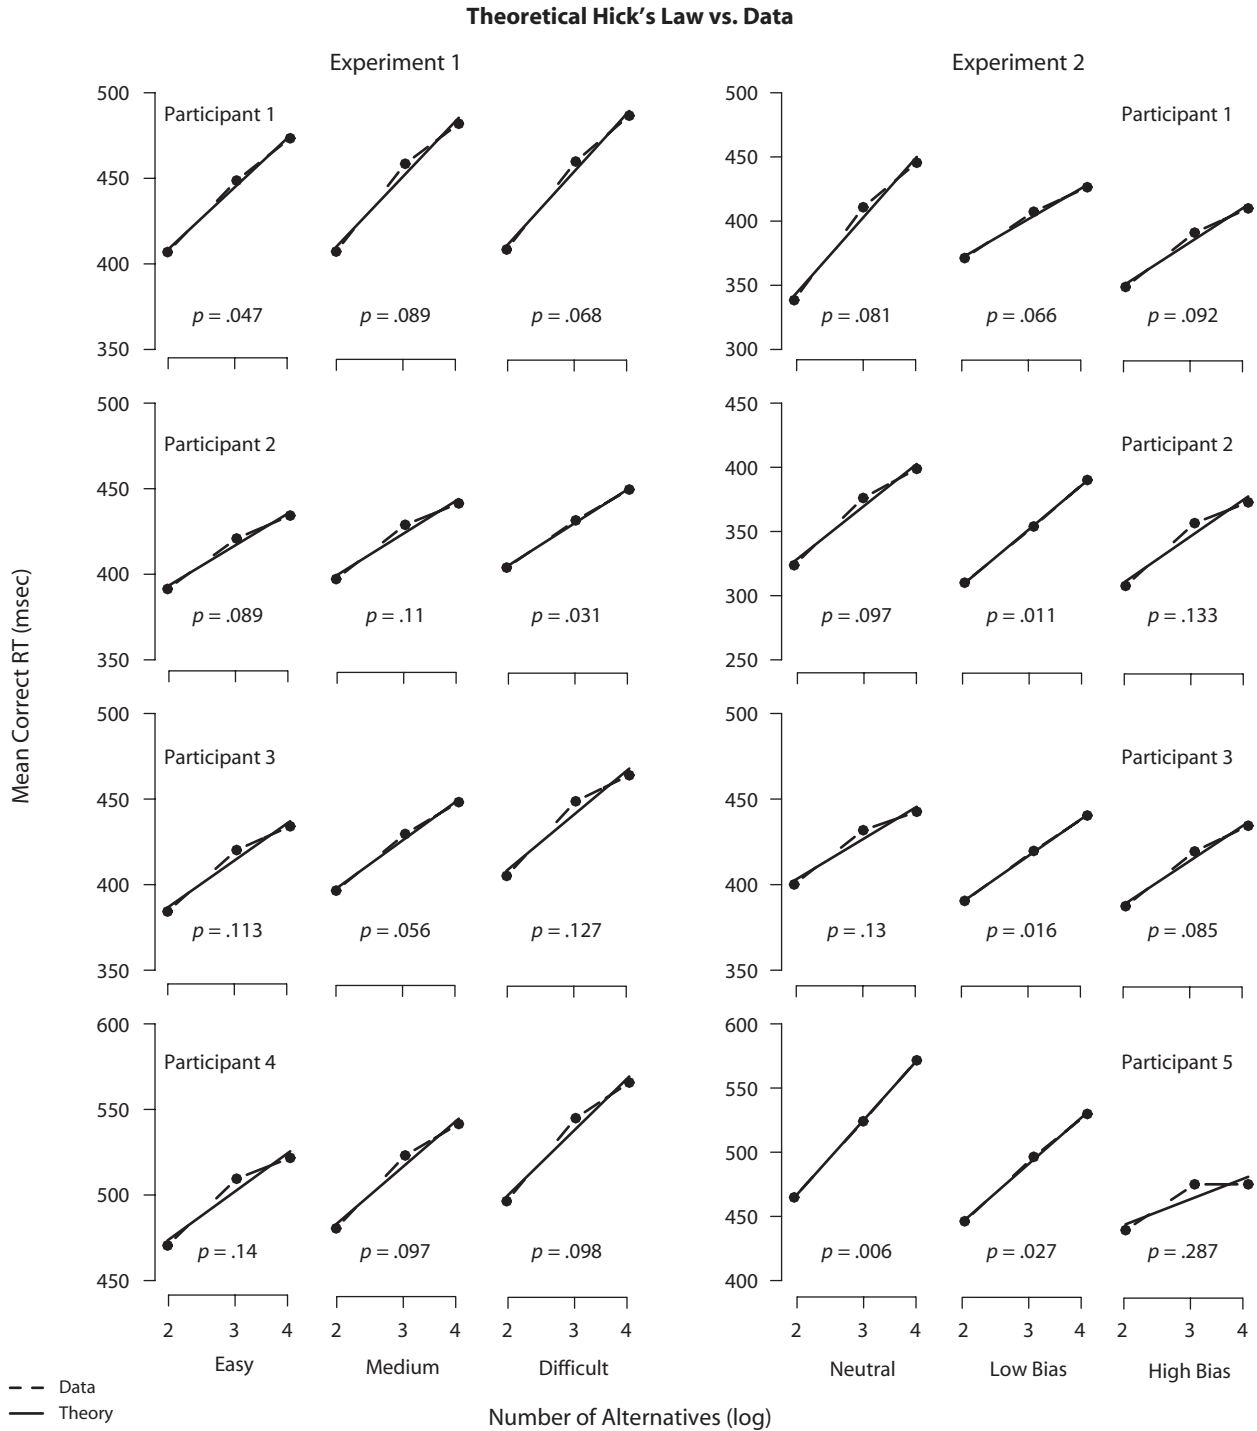 Theoretical Hick's Law vs. Data
Experiment 1
Experiment 2
Mean Correct RT (msec)
500
450
400
350
Participant 1
p = .047
p = .089
p = .068
500
450
400
350
300
Participant 1
p = .081
p = .066
p = .092
500
450
400
350
Participant 2
p = .089
p = .11
p = .031
450
400
350
300
250
Participant 2
p = .097
p = .011
p = .133
500
450
400
350
Participant 3
p = .113
p = .056
p = .127
500
450
400
350
Participant 3
p = .13
p = .016
p = .085
600
550
500
450
Participant 4
p = .14
p = .097
p = .098
600
550
500
450
400
Participant 5
p = .006
p = .027
p = .287
2 3 4 2 3 4 2 3 4 2 3 4 2 3 4 2 3 4
Easy Medium Difficult Neutral Low Bias High Bias
Data
Theory
Number of Alternatives (log)